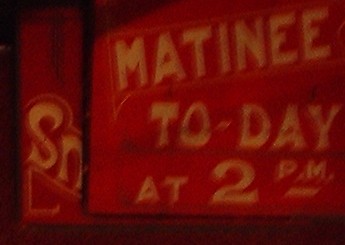 MATINEE
TO-DAY
AT 2 P.M.